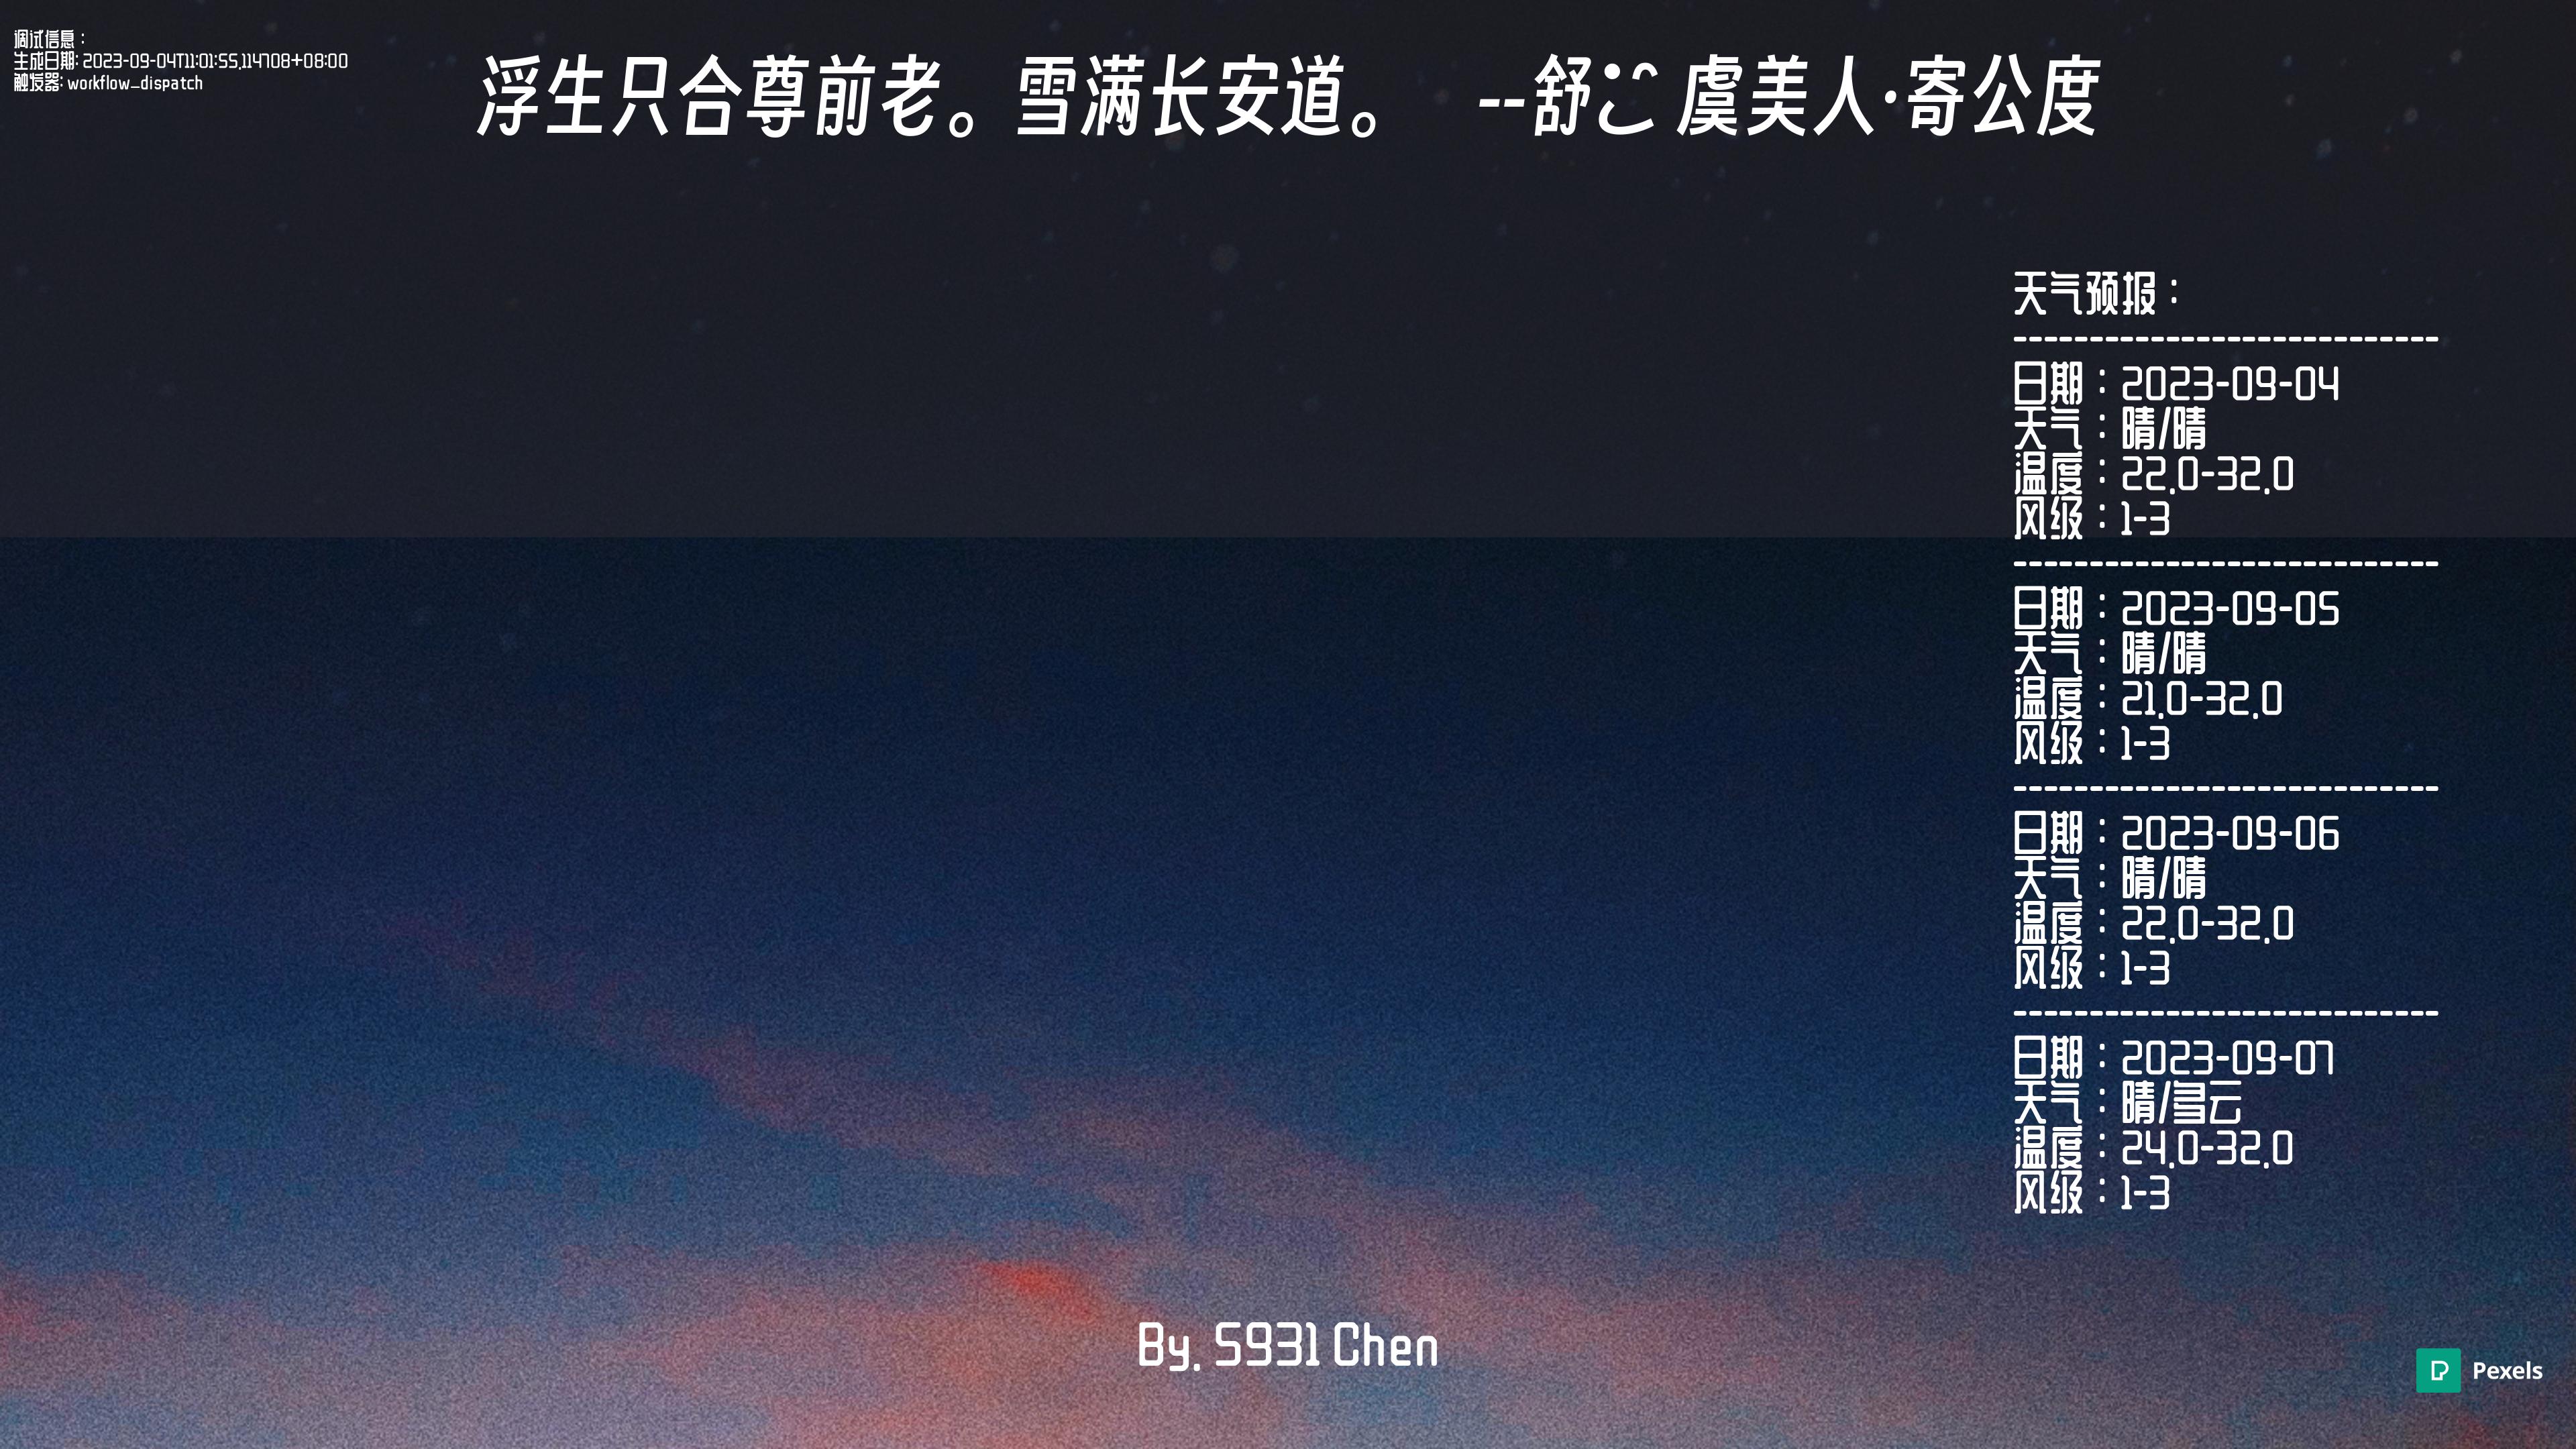 调试信息：
生成日期: 2023-09-04T11:01:55.114708+08:00
触发器: workflow_dispatch
浮生只合尊前老。雪满长安道。 --舒 虞美人·寄公度
天气预报：
----------------------------
日期：2023-09-04
天气：晴/晴
温度：22.0-32.0
风级：1-3
----------------------------
日期：2023-09-05
天气：晴/晴
温度：21.0-32.0
风级：1-3
----------------------------
日期：2023-09-06
天气：晴/晴
温度：22.0-32.0
风级：1-3
----------------------------
日期：2023-09-07
天气：晴/多云
温度：24.0-32.0
风级：1-3
By. 5931 Chen
Pexels